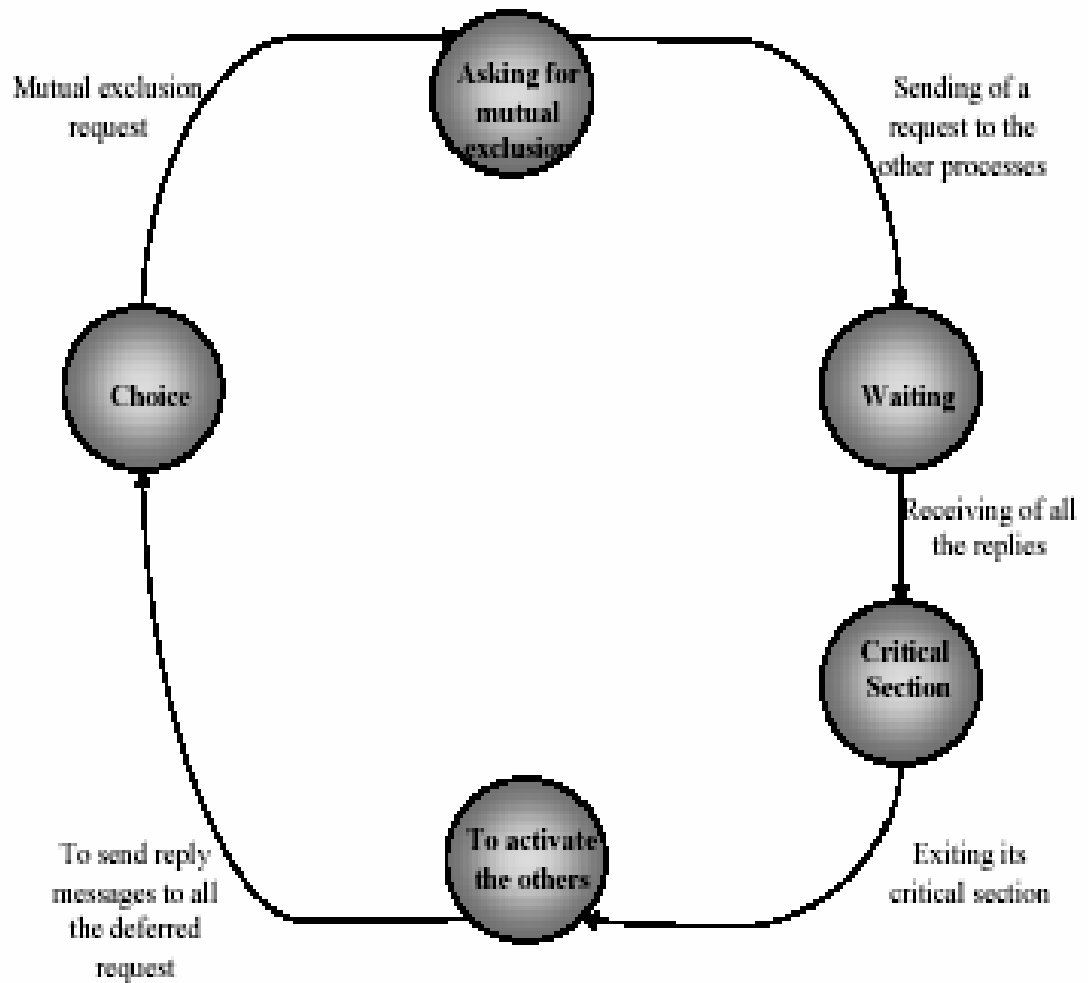 Asking for
mutual
exclusion
Mutual exclusion
request
Sending of a
request to the
other processes
Choice
Waiting
Receiving of all
the replies
Critical
Section
To activate
the others
Exiting its
critical section
To send reply
messages to all
the deferred
request